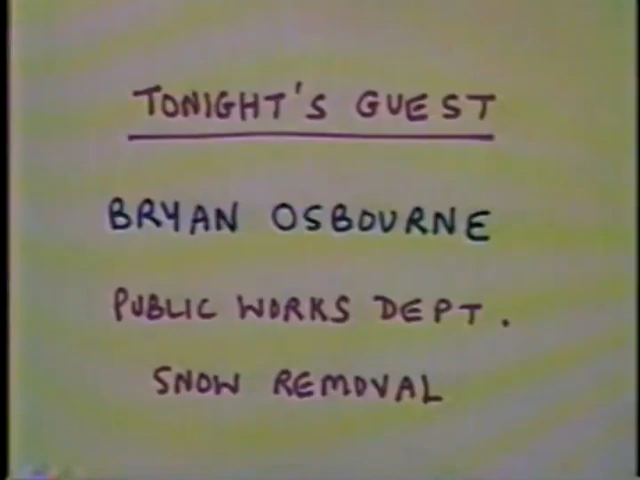 TONIGHT'S GUEST
BRYAN OSBOURNE
PUBLIC WORKS DEPT.
SNOW REMOVAL